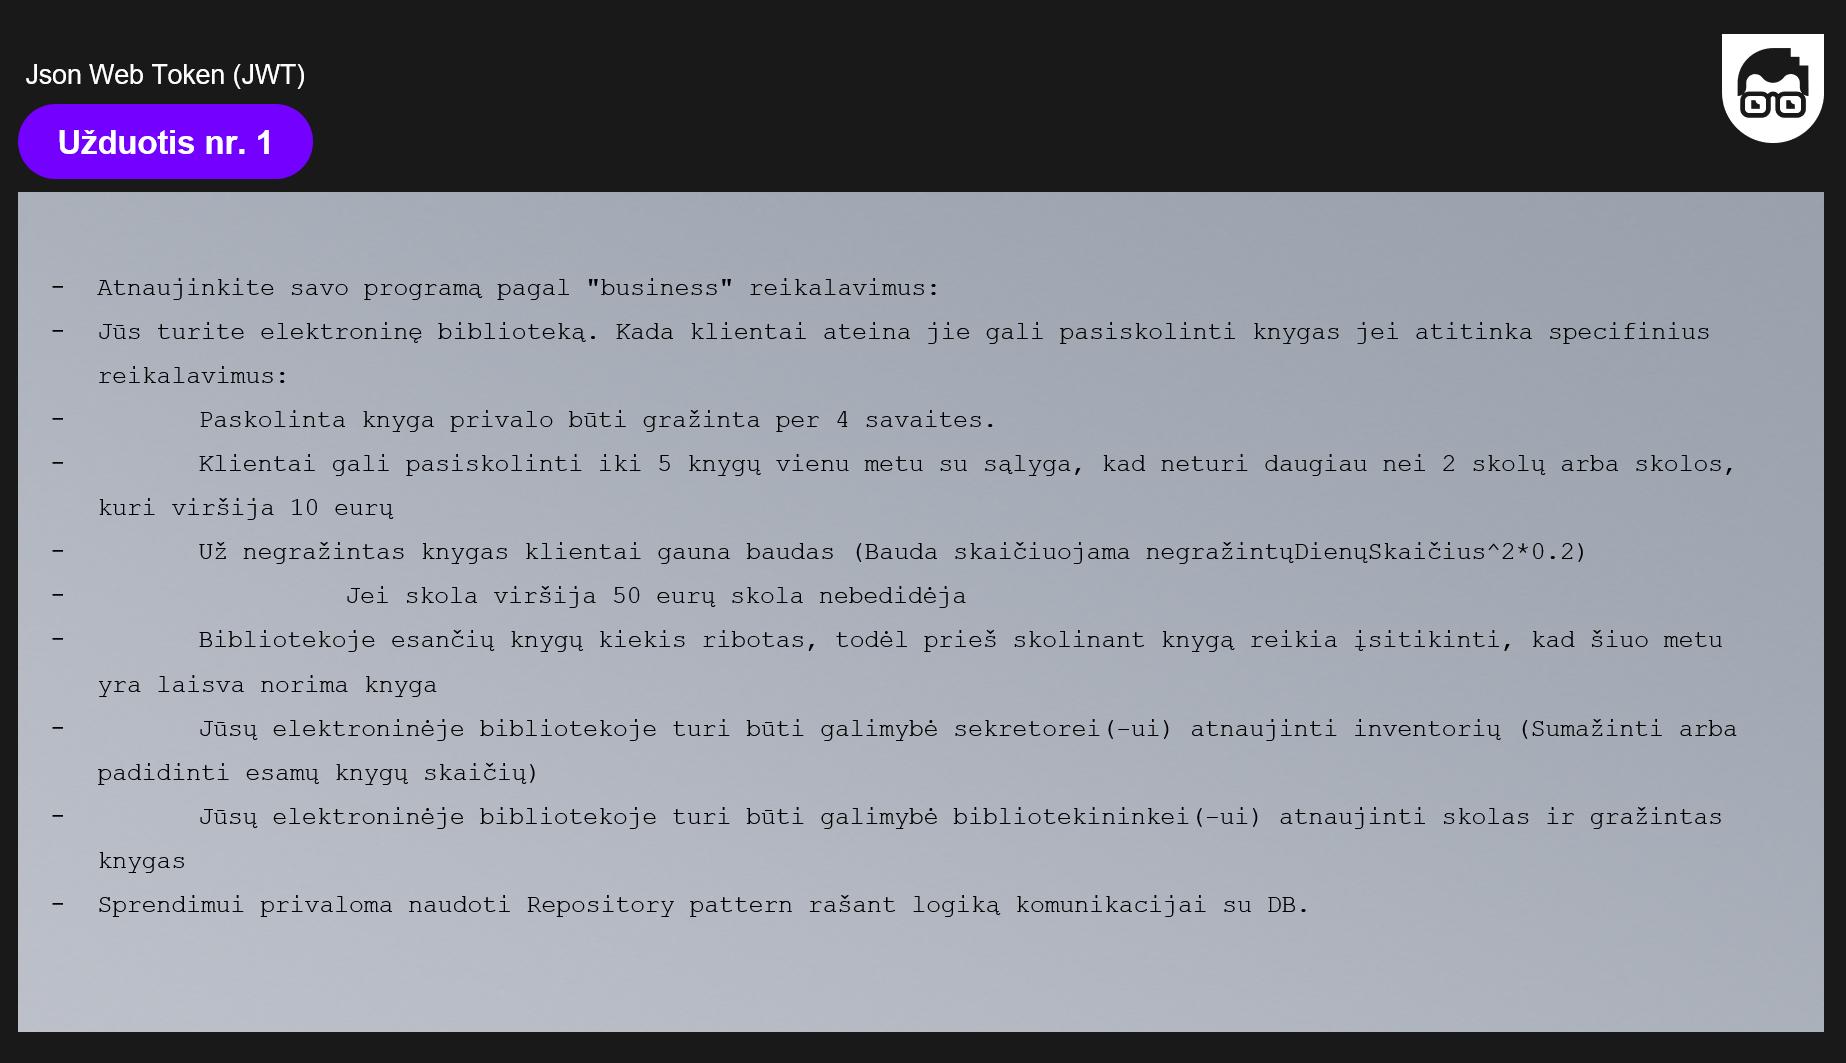 Json Web Token (JWT)
Užduotis nr. 1
- Atnaujinkite savo programą pagal "business" reikalavimus:
- Jūs turite elektroninę biblioteką. Kada klientai ateina jie gali pasiskolinti knygas jei atitinka specifinius
reikalavimus:
- Paskolinta knyga privalo būti gražinta per 4 savaites.
- Klientai gali pasiskolinti iki 5 knygų vienu metu su sąlyga, kad neturi daugiau nei 2 skolų arba skolos,
kuri viršija 10 eurų
- Už negražintas knygas klientai gauna baudas (Bauda skaičiuojama negražintųDienųSkaičius^2*0.2)
- Jei skola viršija 50 eurų skola nebedidėja
- Bibliotekoje esančių knygų kiekis ribotas, todėl prieš skolinant knygą reikia įsitikinti, kad šiuo metu
yra laisva norima knyga
- Jūsų elektroninėje bibliotekoje turi būti galimybė sekretorei(-ui) atnaujinti inventorių (Sumažinti arba
padidinti esamų knygų skaičių)
- Jūsų elektroninėje bibliotekoje turi būti galimybė bibliotekininkei(-ui) atnaujinti skolas ir gražintas
knygas
- Sprendimui privaloma naudoti Repository pattern rašant logiką komunikacijai su DB.